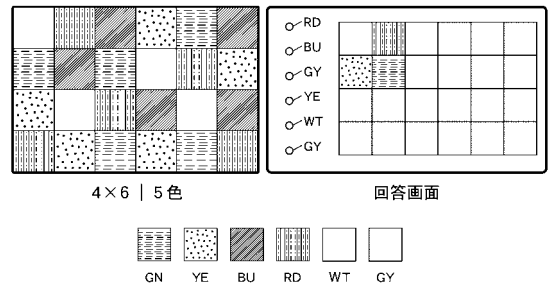 RD
BU
GY
YE
WT
GY
4×6 | 5色
回答画面
GN YE BU RD WT GY